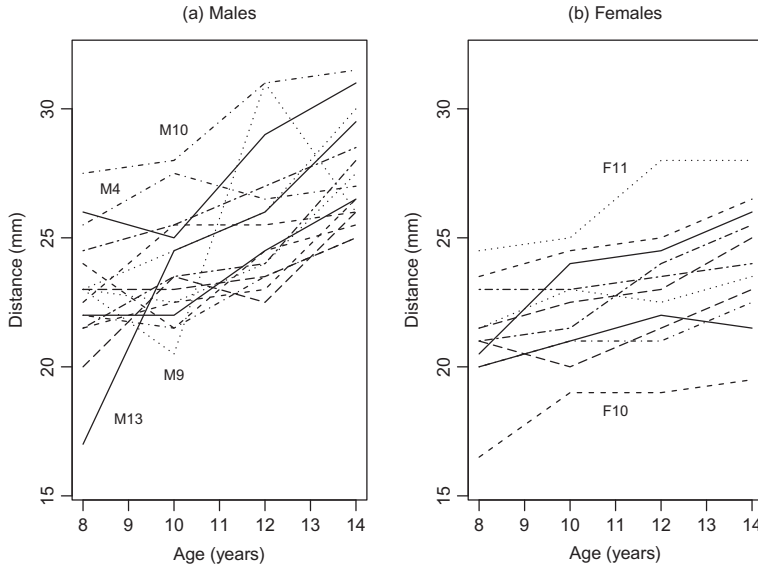 (a) Males
Distance (mm)
30
25
20
15
M10
M4
M9
M13
8 9 10 11 12 13 14
Age (years)
(b) Females
Distance (mm)
30
25
20
15
F11
F10
8 9 10 11 12 13 14
Age (years)